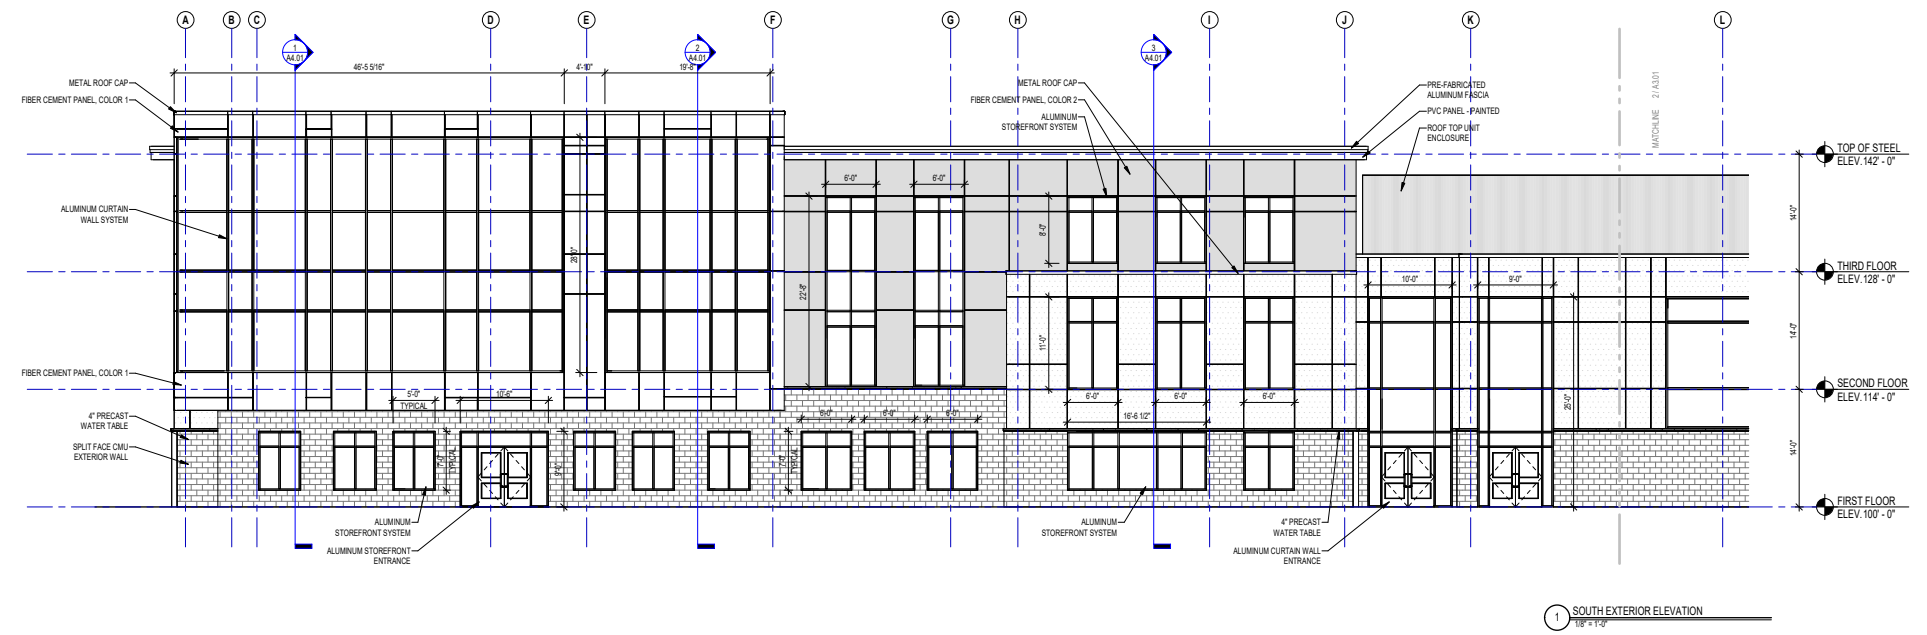 A B C D E F G H I J K L
1
A4.01
2
A4.01
3
A4.01
46'-5 5/16"
4'-10"
19'-8"
METAL ROOF CAP
FIBER CEMENT PANEL, COLOR 1
ALUMINUM CURTAIN
WALL SYSTEM
FIBER CEMENT PANEL, COLOR 1
4" PRECAST
WATER TABLE
SPLIT FACE CMU
EXTERIOR WALL
METAL ROOF CAP
FIBER CEMENT PANEL, COLOR 2
ALUMINUM
STOREFRONT SYSTEM
PRE-FABRICATED
ALUMINUM FASCIA
PVC PANEL - PAINTED
ROOF TOP UNIT
ENCLOSURE
MATCHLINE 2 / A3.01
TOP OF STEEL
ELEV. 142' - 0"
THIRD FLOOR
ELEV. 128' - 0"
SECOND FLOOR
ELEV. 114' - 0"
FIRST FLOOR
ELEV. 100' - 0"
14'-0"
14'-0"
14'-0"
6'-0"
6'-0"
8'-0"
22'-8"
11'-0"
10'-0"
9'-0"
25'-0"
5'-0"
TYPICAL
10'-6"
6'-0"
6'-0"
6'-0"
6'-0"
6'-0"
6'-0"
16'-6 1/2"
7'-0"
TYPICAL
9'-0"
7'-0"
TYPICAL
ALUMINUM
STOREFRONT SYSTEM
ALUMINUM STOREFRONT
ENTRANCE
ALUMINUM
STOREFRONT SYSTEM
4" PRECAST
WATER TABLE
ALUMINUM CURTAIN WALL
ENTRANCE
1
SOUTH EXTERIOR ELEVATION
1/8" = 1'-0"